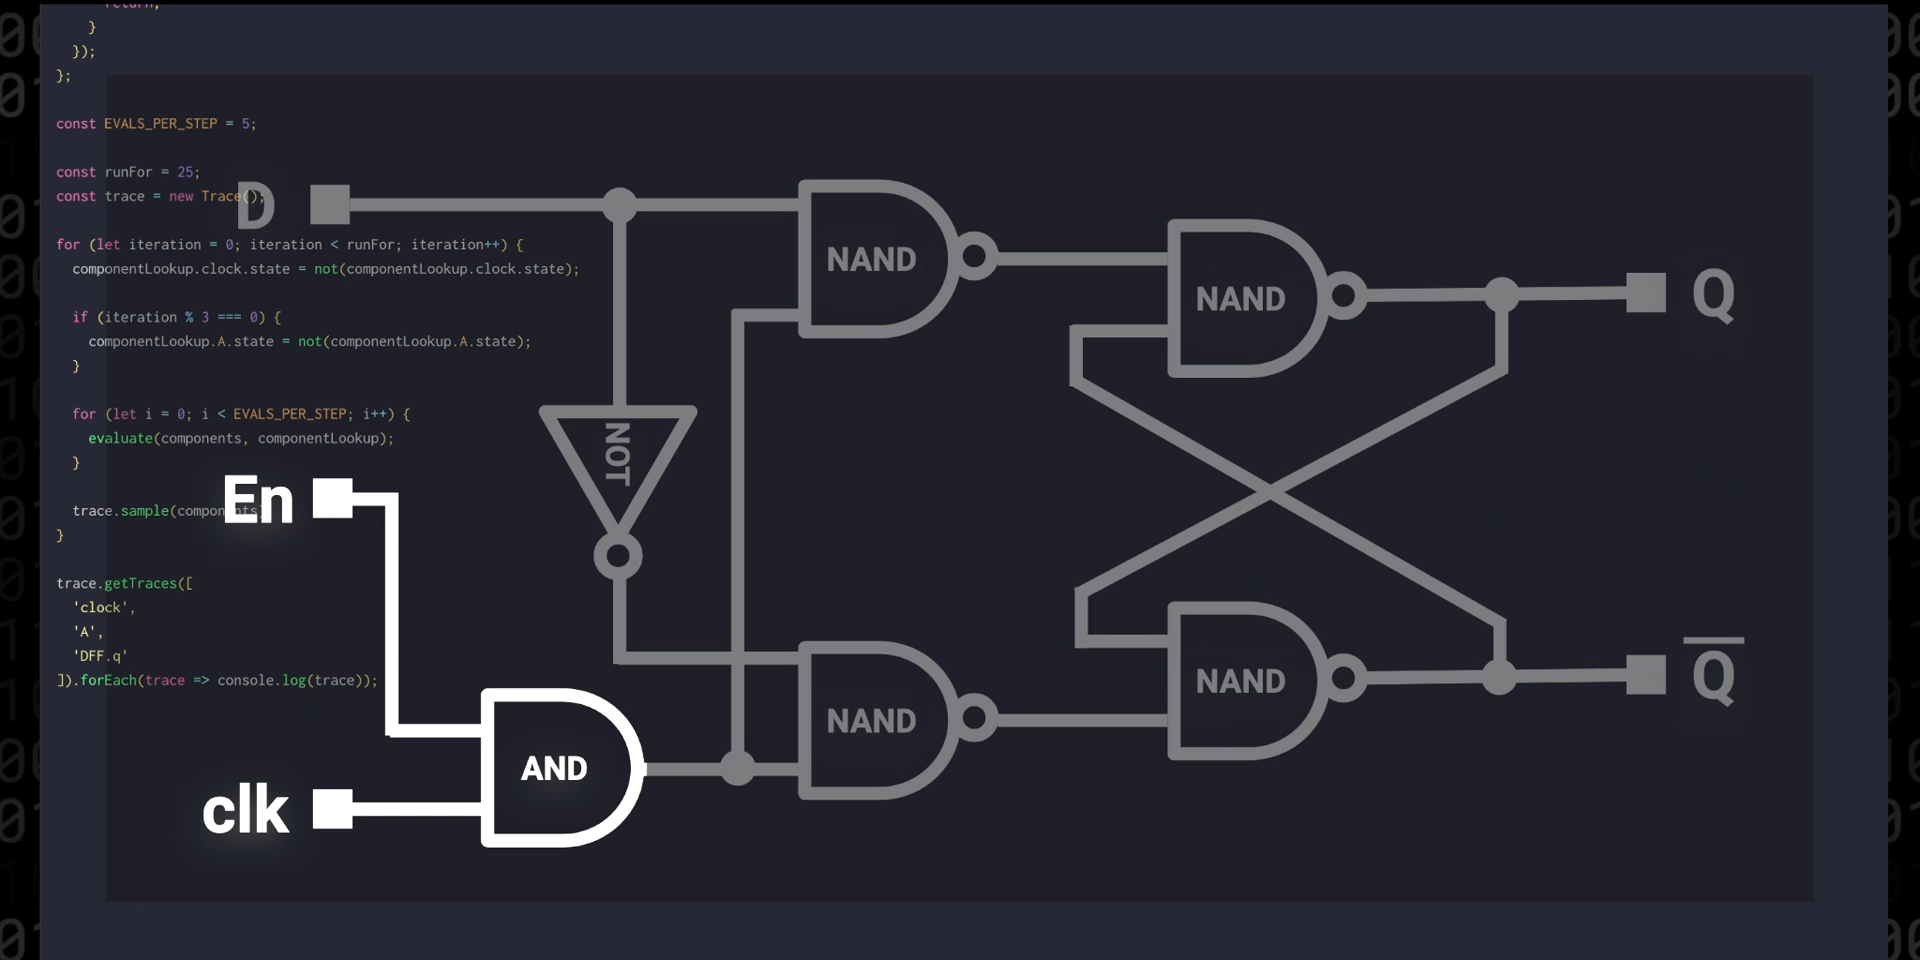 return;
    }
  });
};
const EVALS_PER_STEP = 5;
const runFor = 25;
const trace = new Trace();
for (let iteration = 0; iteration < runFor; iteration++) {
  componentLookup.clock.state = not(componentLookup.clock.state);
  if (iteration % 3 === 0) {
    componentLookup.A.state = not(componentLookup.A.state);
  }
  for (let i = 0; i < EVALS_PER_STEP; i++) {
    evaluate(components, componentLookup);
  }
  trace.sample(components)
}
trace.getTraces([
  'clock',
  'A',
  'DFF.q'
]).forEach(trace => console.log(trace));
D
En
clk
NOT
AND
NAND
NAND
NAND
NAND
Q
Q̅